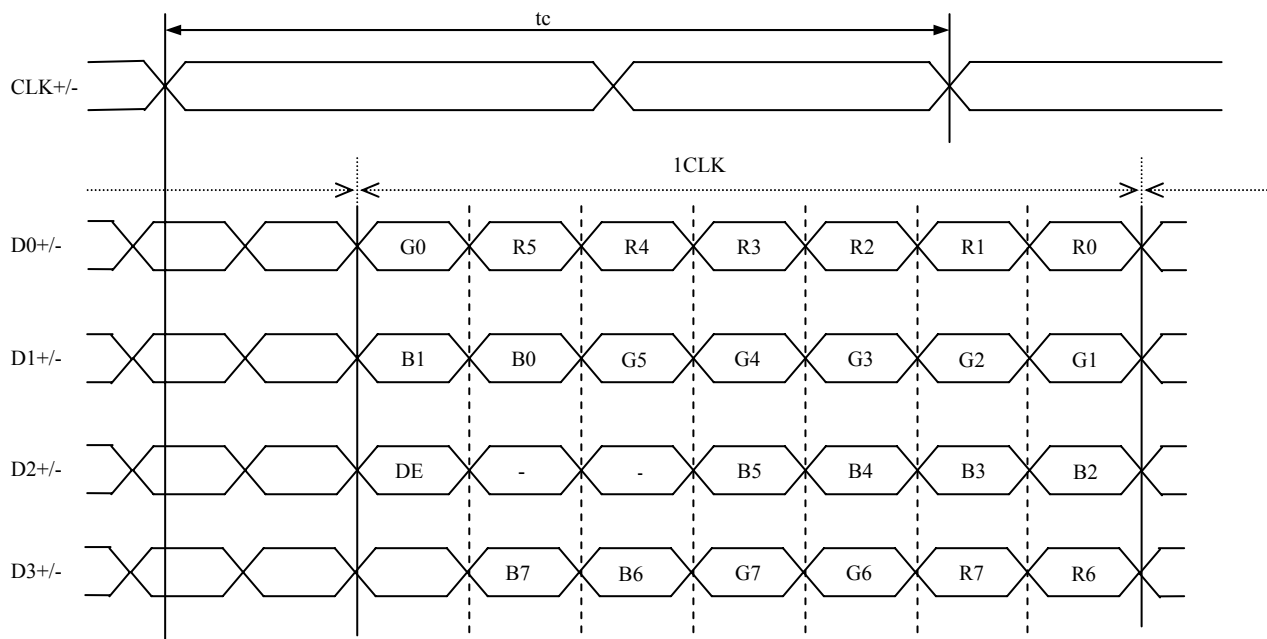 tc
CLK+/-
1CLK
D0+/- G0 R5 R4 R3 R2 R1 R0
D1+/- B1 B0 G5 G4 G3 G2 G1
D2+/- DE - - B5 B4 B3 B2
D3+/- B7 B6 G7 G6 R7 R6